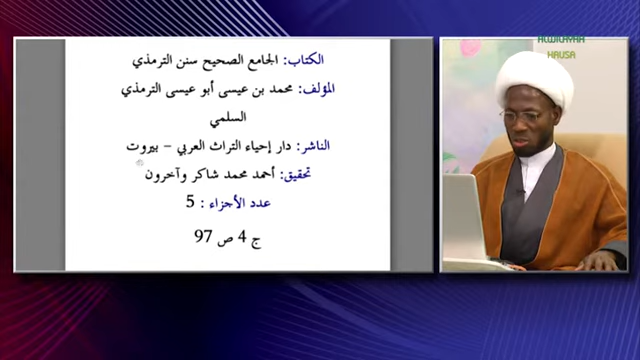 الكتاب: الجامع الصحيح سنن الترمذي
المؤلف: محمد بن عيسى أبو عيسى الترمذي
السلمي
الناشر: دار إحياء التراث العربي – بيروت
تحقيق: أحمد محمد شاكر وآخرون
عدد الأجزاء : 5
ج 4 ص 97
ALWILAYAH
HAUSA